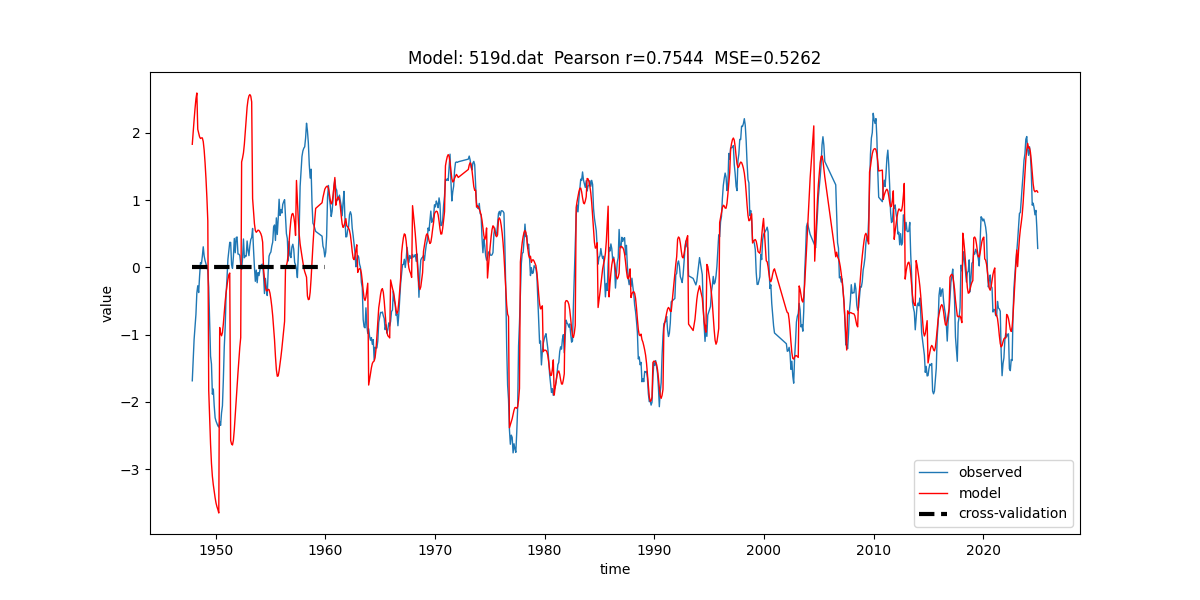 Model: 519d.dat  Pearson r=0.7544  MSE=0.5262
value
2
1
0
−1
−2
−3
1950 1960 1970 1980 1990 2000 2010 2020
time
observed
model
cross-validation